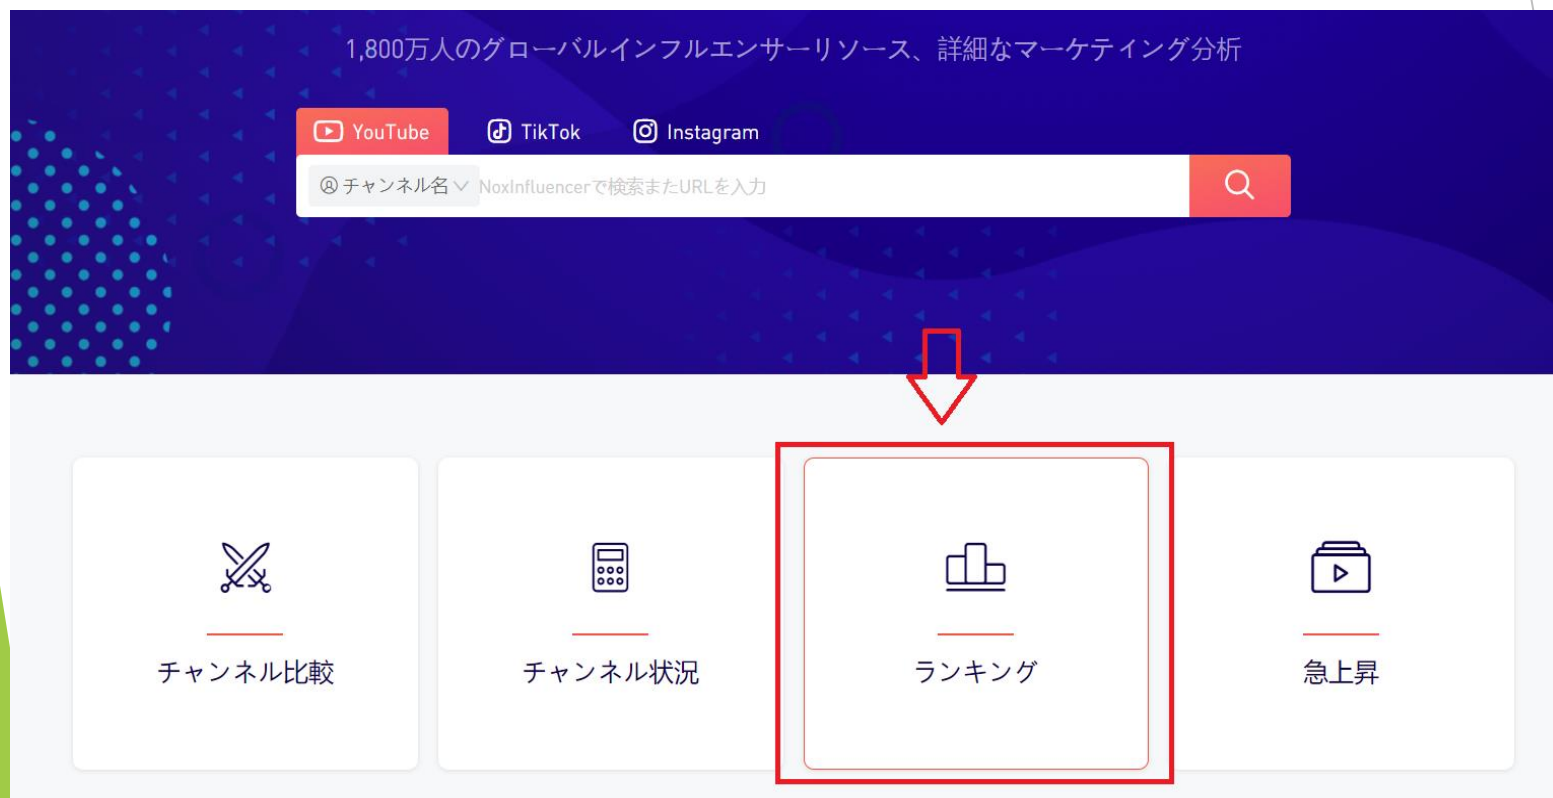 1,800万人のグローバルインフルエンサーリソース、詳細なマーケティング分析
YouTube TikTok Instagram
チャンネル名 NoxInfluencerで検索またURLを入力
チャンネル比較 チャンネル状況 ランキング 急上昇